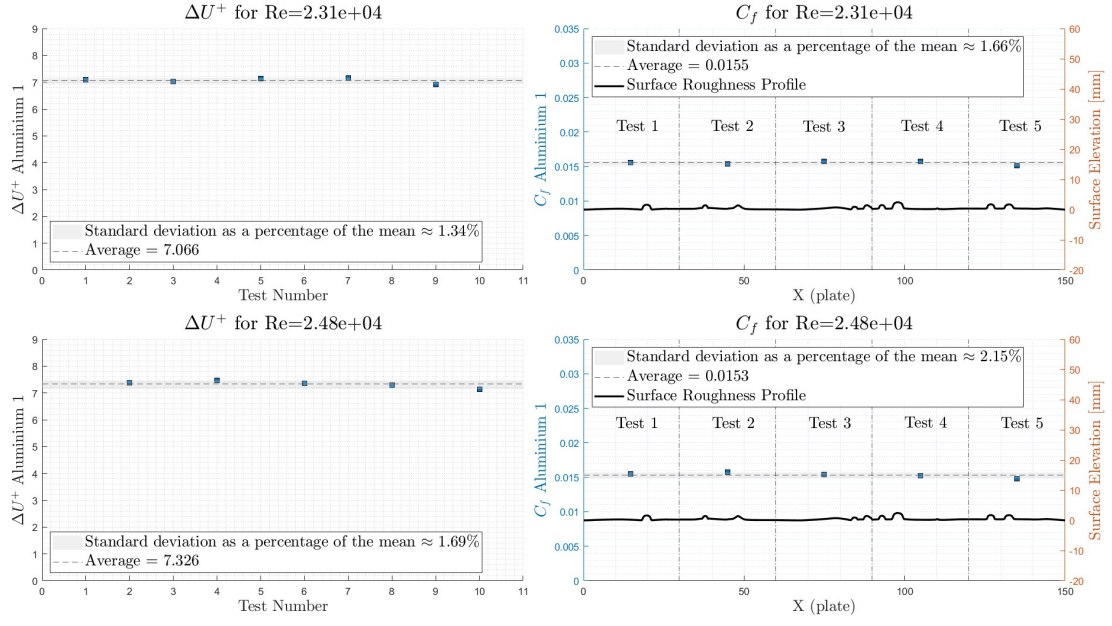 ΔU⁺ for Re=2.31e+04
9
8
7
6
5
4
3
2
1
0
ΔU⁺ Aluminium 1
Standard deviation as a percentage of the mean ≈ 1.34%
Average = 7.066
0 1 2 3 4 5 6 7 8 9 10 11
Test Number
C_f for Re=2.31e+04
0.035
0.03
0.025
0.02
0.015
0.01
0.005
0
C_f Aluminium 1
Standard deviation as a percentage of the mean ≈ 1.66%
Average = 0.0155
Surface Roughness Profile
Test 1 Test 2 Test 3 Test 4 Test 5
60
50
40
30
20
10
0
-10
-20
Surface Elevation [mm]
0 50 100 150
X (plate)
ΔU⁺ for Re=2.48e+04
9
8
7
6
5
4
3
2
1
0
ΔU⁺ Aluminium 1
Standard deviation as a percentage of the mean ≈ 1.69%
Average = 7.326
0 1 2 3 4 5 6 7 8 9 10 11
Test Number
C_f for Re=2.48e+04
0.035
0.03
0.025
0.02
0.015
0.01
0.005
0
C_f Aluminium 1
Standard deviation as a percentage of the mean ≈ 2.15%
Average = 0.0153
Surface Roughness Profile
Test 1 Test 2 Test 3 Test 4 Test 5
60
50
40
30
20
10
0
-10
-20
Surface Elevation [mm]
0 50 100 150
X (plate)